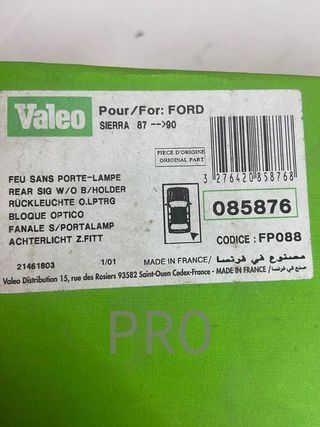 Valeo
Pour/For: FORD
SIERRA 87 -->90
PIECE D'ORIGINE
ORIGINAL PART
3 276420 858768
FEU SANS PORTE-LAMPE
REAR SIG W/O B/HOLDER
RÜCKLEUCHTE O.LPTRG
BLOQUE OPTICO
FANALE S/PORTALAMP
ACHTERLICHT Z.FITT
085876
CODICE : FP088
21461803 1/01
MADE IN FRANCE/ مصنوع في فرنسا
Valeo Distribution 15, rue des Rosiers 93582 Saint-Ouen Cedex-France - MADE IN FRANCE/ صنع في فرنسا
PRO